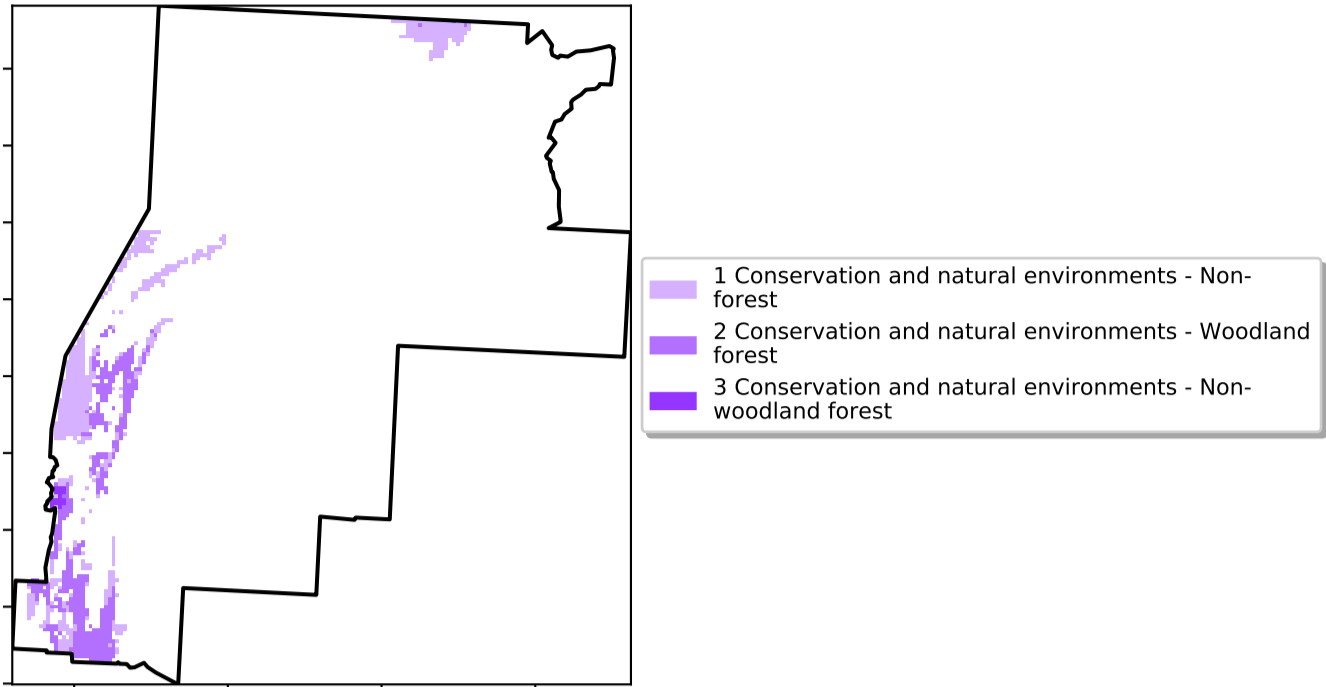 1 Conservation and natural environments - Non-
forest
2 Conservation and natural environments - Woodland
forest
3 Conservation and natural environments - Non-
woodland forest